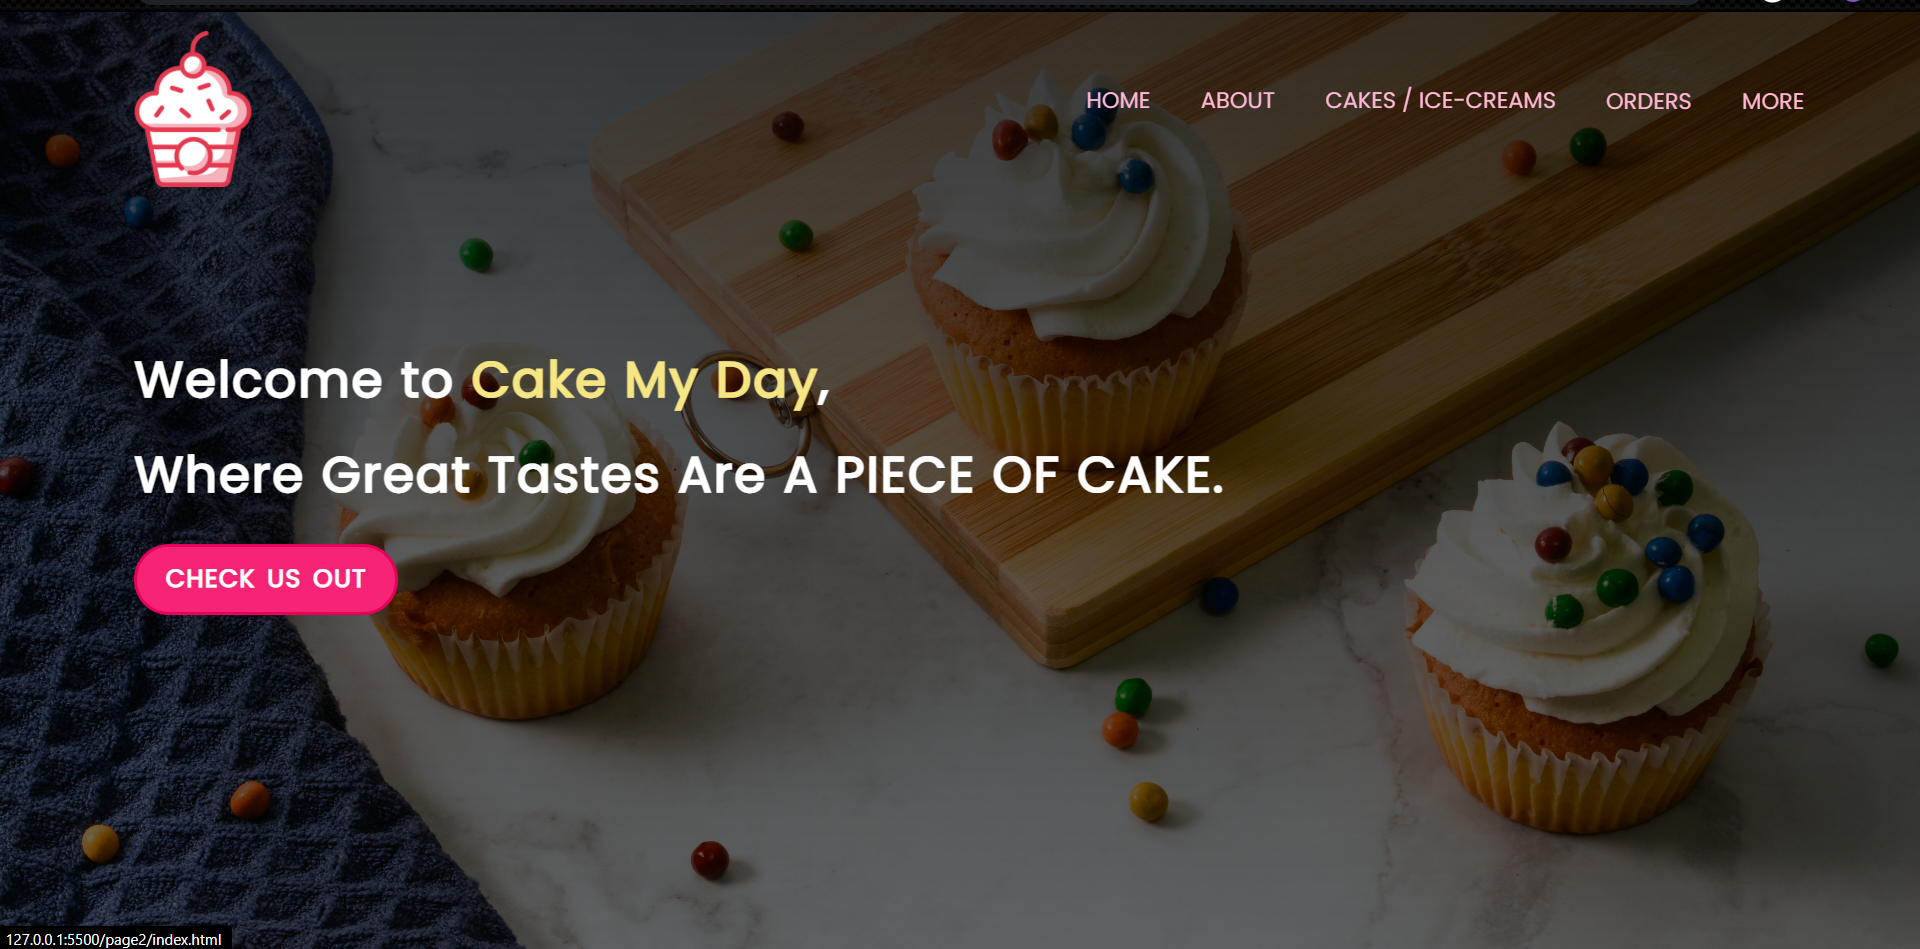 HOME ABOUT CAKES / ICE-CREAMS ORDERS MORE
Welcome to Cake My Day,
Where Great Tastes Are A PIECE OF CAKE.
CHECK US OUT
127.0.0.1:5500/page2/index.html